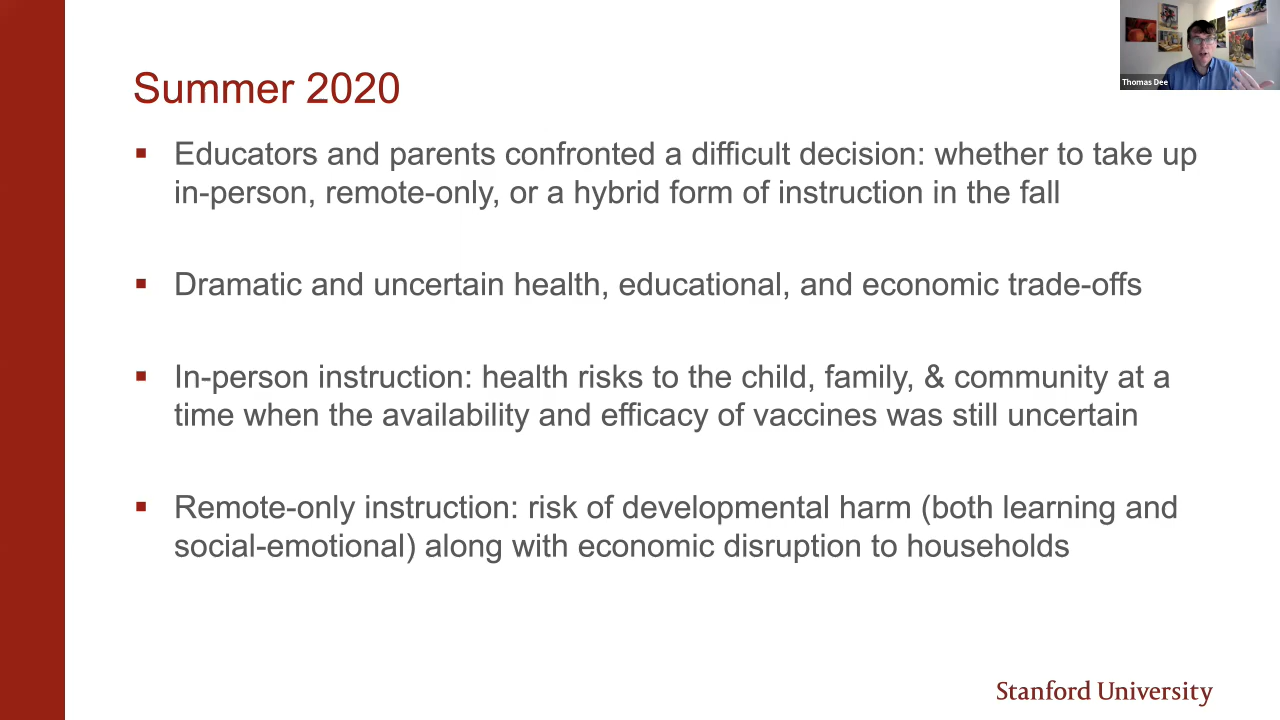 Summer 2020
Educators and parents confronted a difficult decision: whether to take up
in-person, remote-only, or a hybrid form of instruction in the fall
Dramatic and uncertain health, educational, and economic trade-offs
In-person instruction: health risks to the child, family, & community at a
time when the availability and efficacy of vaccines was still uncertain
Remote-only instruction: risk of developmental harm (both learning and
social-emotional) along with economic disruption to households
Stanford University
Thomas Dee